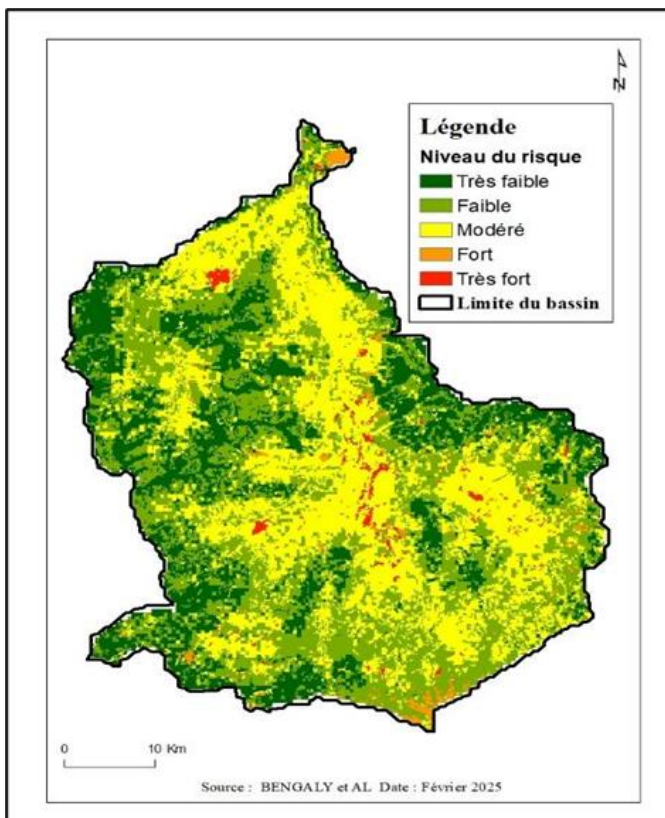 N
Légende
Niveau du risque
Très faible
Faible
Modéré
Fort
Très fort
Limite du bassin
0 10 Km
Source : BENGALY et AL Date : Février 2025